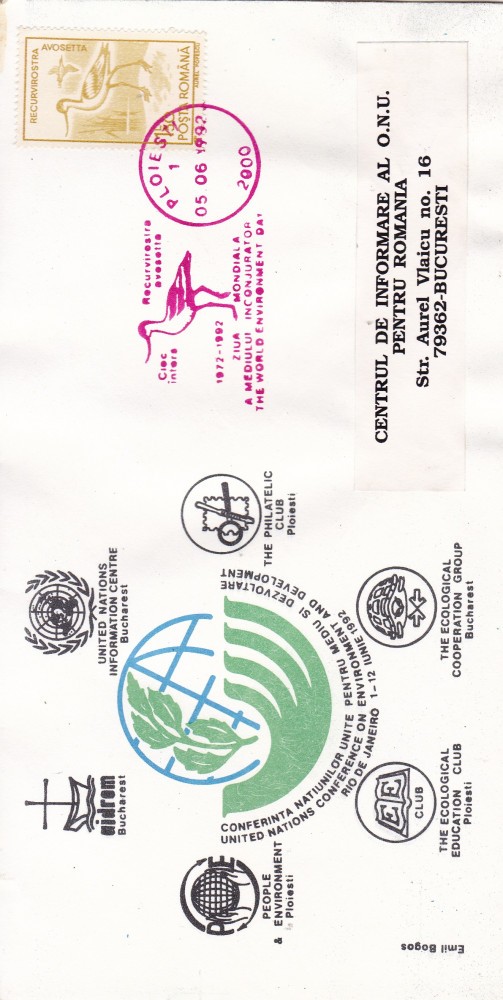 UNITED NATIONS
INFORMATION CENTRE
Bucharest
aidrom
Bucharest
THE PHILATELIC
CLUB
Ploiesti
CONFERINTA NATIUNILOR UNITE PENTRU MEDIU SI DEZVOLTARE
UNITED NATIONS CONFERENCE ON ENVIRONMENT AND DEVELOPMENT
RIO DE JANEIRO 1-12 IUNIE 1992
P E
PEOPLE
& ENVIRONMENT
Ploiesti
THE ECOLOGICAL
COOPERATION GROUP
Bucharest
EE
CLUB
THE ECOLOGICAL
EDUCATION CLUB
Ploiesti
Emil Bogos
RECURVIROSTRA AVOSETTA
POSTA ROMÂNĂ
PLOIESTI
1
05 06 1992
2000
Recurvirostra
avosetta
Cioc
intors
1972-1992
ZIUA MONDIALA
A MEDIULUI INCONJURATOR
THE WORLD ENVIRONMENT DAY
CENTRUL DE INFORMARE AL O.N.U.
PENTRU ROMANIA
Str. Aurel Vlaicu no. 16
79362-BUCURESTI